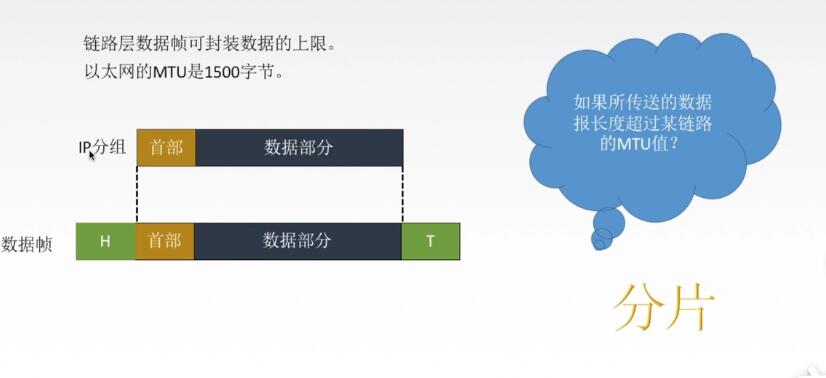 链路层数据帧可封装数据的上限。
以太网的MTU是1500字节。
如果所传送的数据
报长度超过某链路
的MTU值？
IP分组
首部
数据部分
数据帧
H
首部
数据部分
T
分片